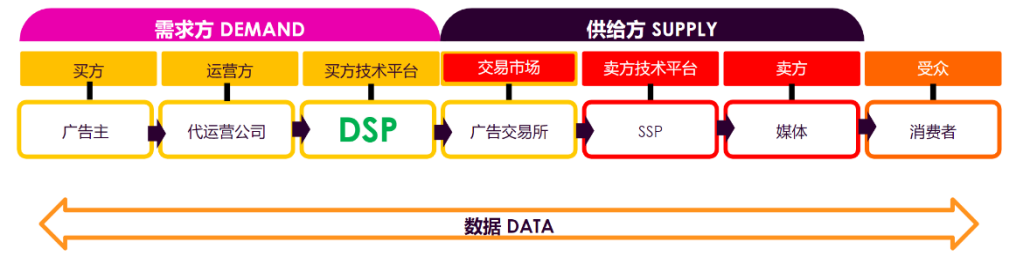 需求方 DEMAND
供给方 SUPPLY
买方
运营方
买方技术平台
交易市场
卖方技术平台
卖方
受众
广告主
代运营公司
DSP
广告交易所
SSP
媒体
消费者
数据 DATA